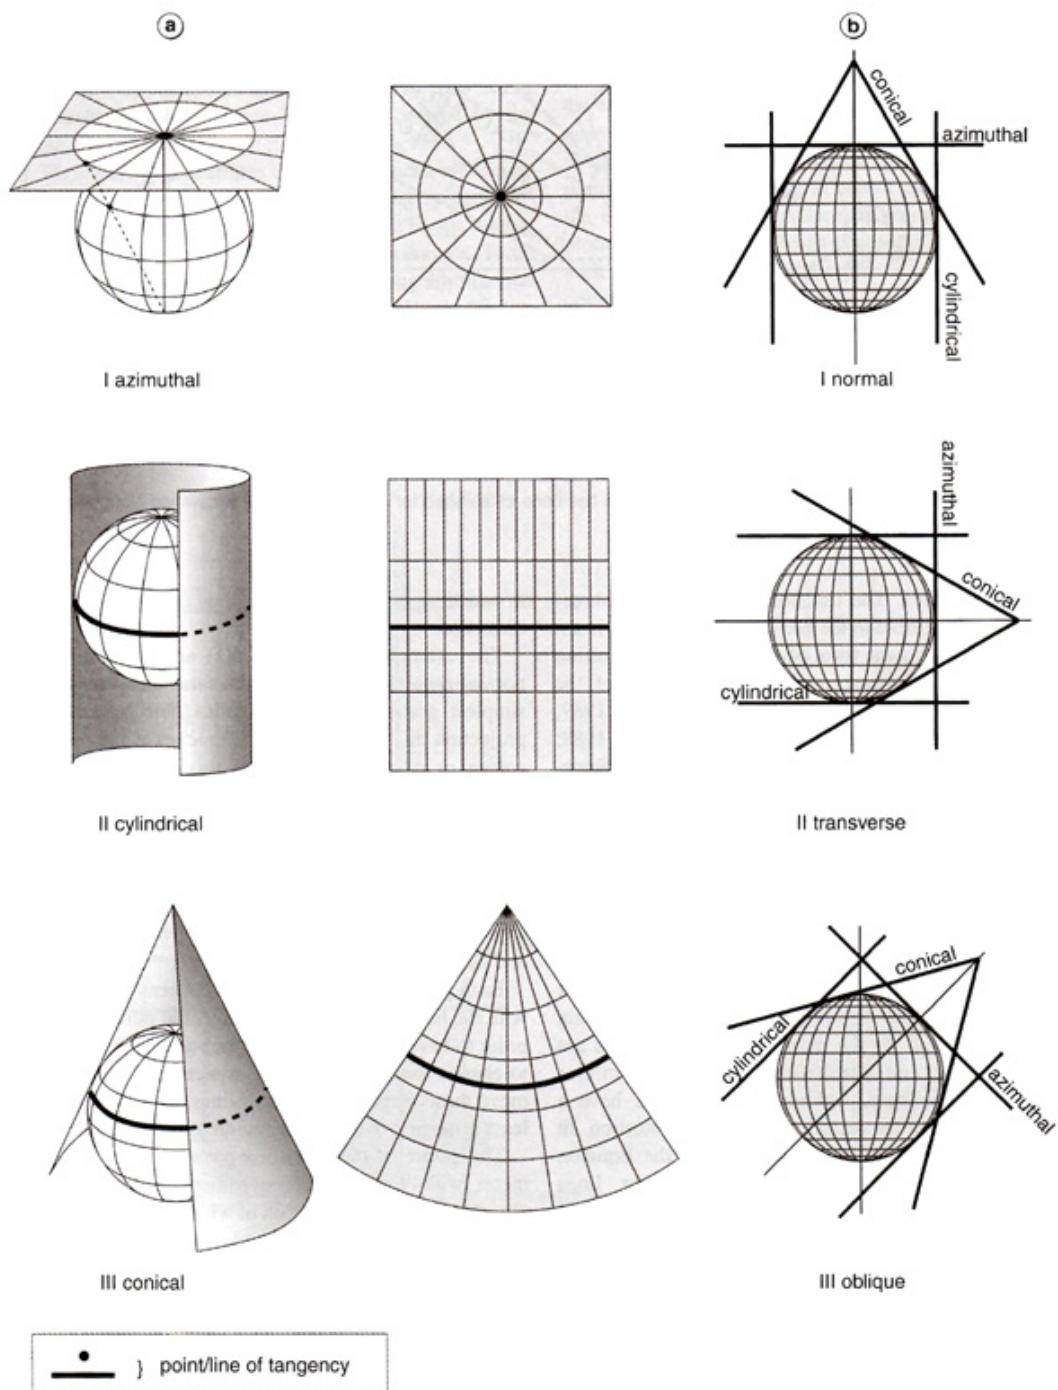 a
b
conical
azimuthal
cylindrical
I azimuthal
I normal
azimuthal
conical
cylindrical
II cylindrical
II transverse
conical
cylindrical
azimuthal
III conical
III oblique
} point/line of tangency